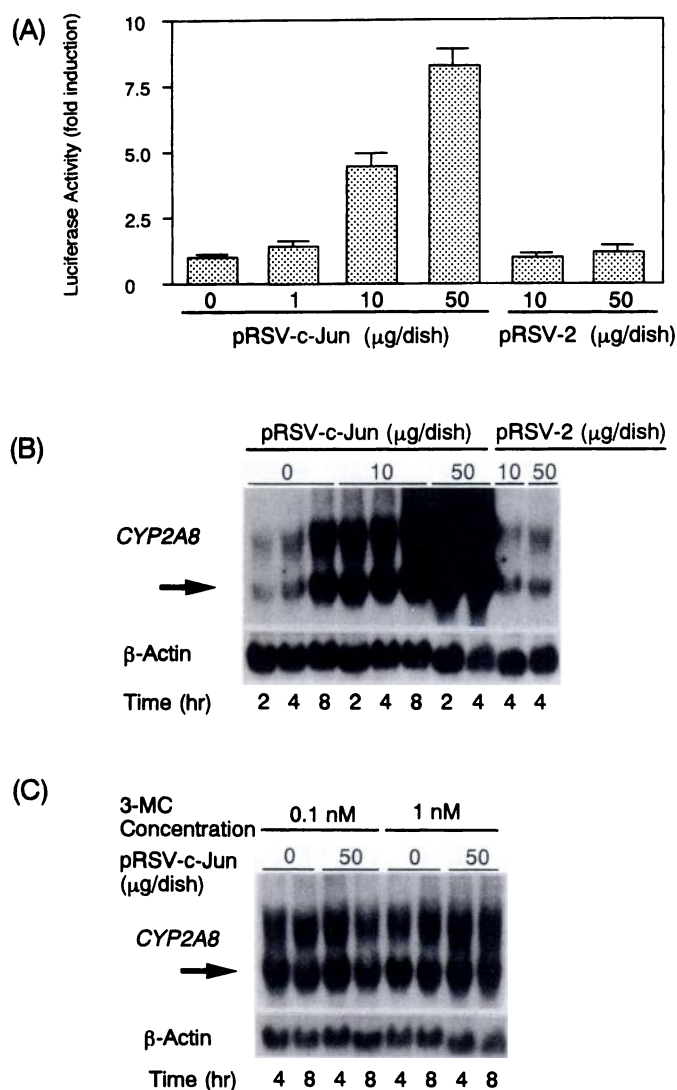 (A)
Luciferase Activity (fold induction)
10
7.5
5.0
2.5
0
0 1 10 50 10 50
pRSV-c-Jun (μg/dish) pRSV-2 (μg/dish)
(B)
pRSV-c-Jun (μg/dish) pRSV-2 (μg/dish)
0 10 50 10 50
CYP2A8
β-Actin
Time (hr) 2 4 8 2 4 8 2 4 4 4
(C)
3-MC
Concentration 0.1 nM 1 nM
pRSV-c-Jun 0 50 0 50
(μg/dish)
CYP2A8
β-Actin
Time (hr) 4 8 4 8 4 8 4 8